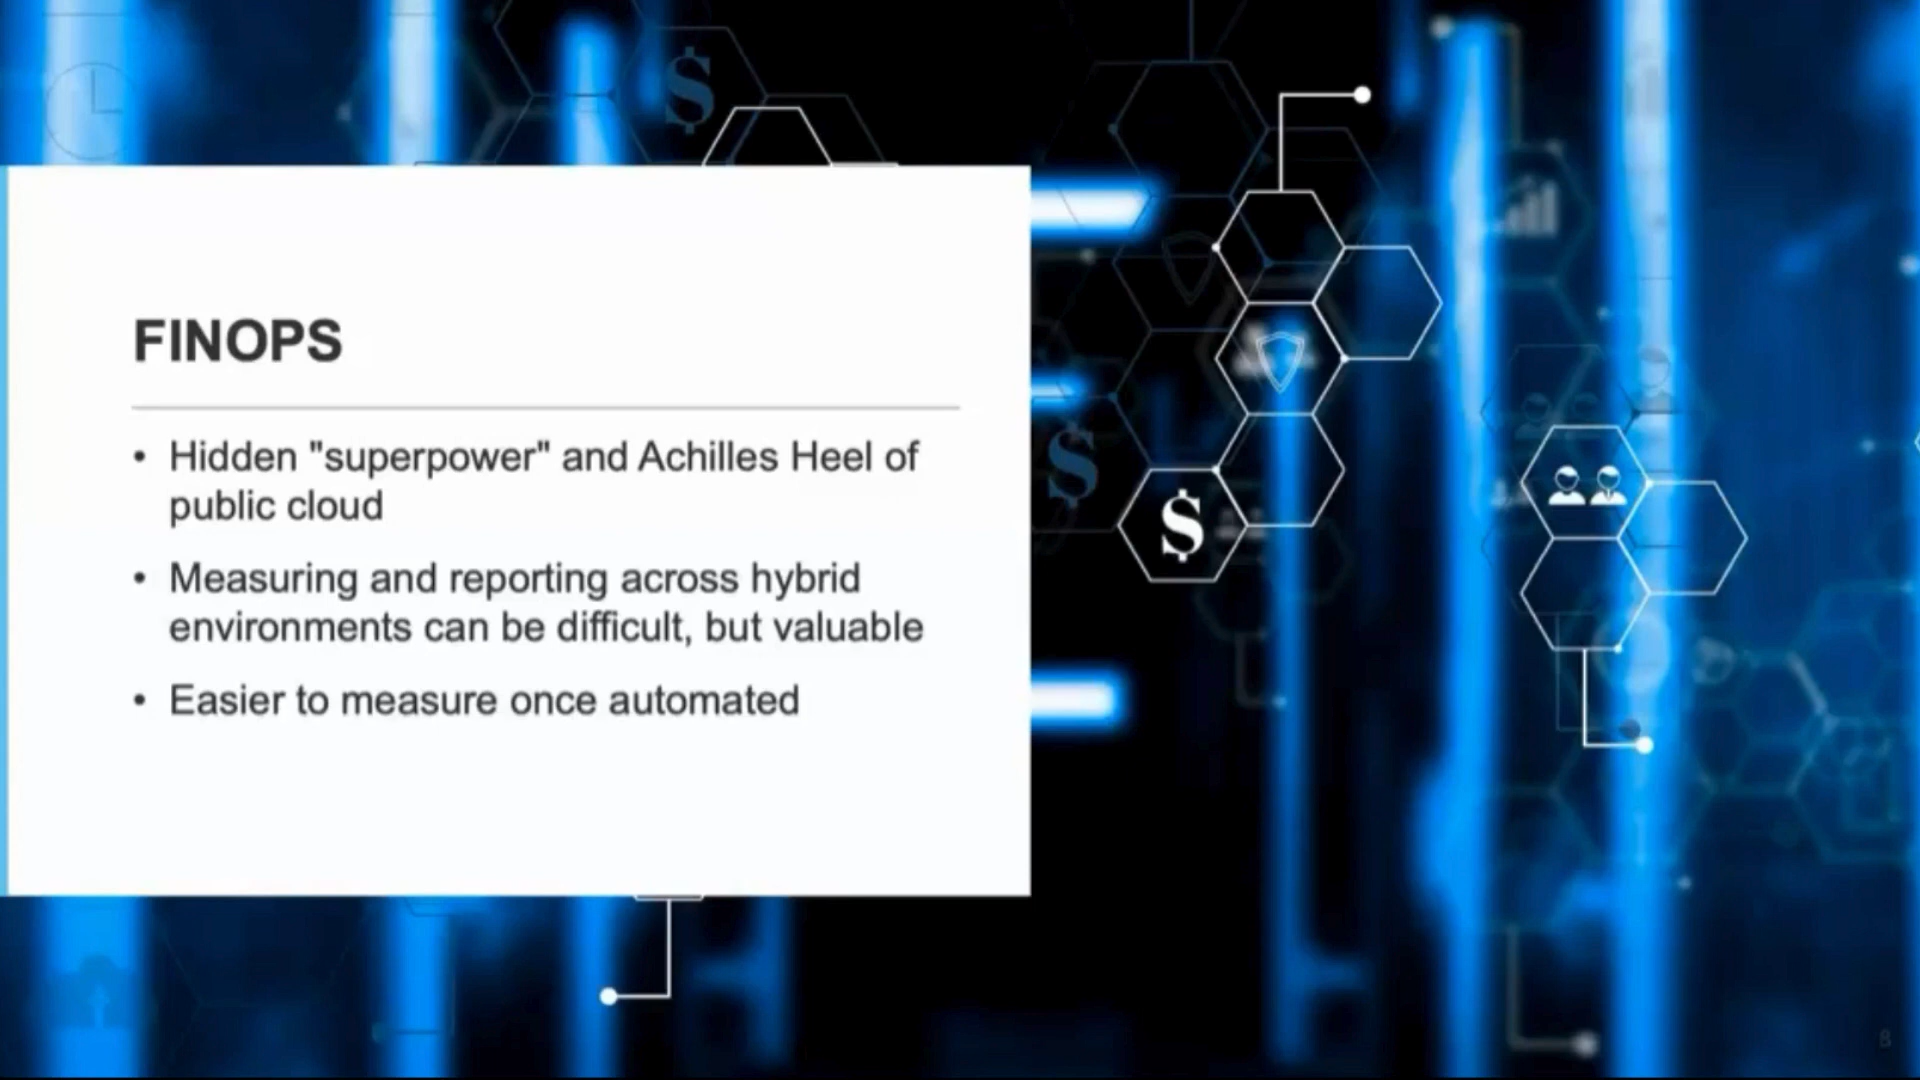 FINOPS
• Hidden "superpower" and Achilles Heel of
public cloud
• Measuring and reporting across hybrid
environments can be difficult, but valuable
• Easier to measure once automated
$
$
$
8